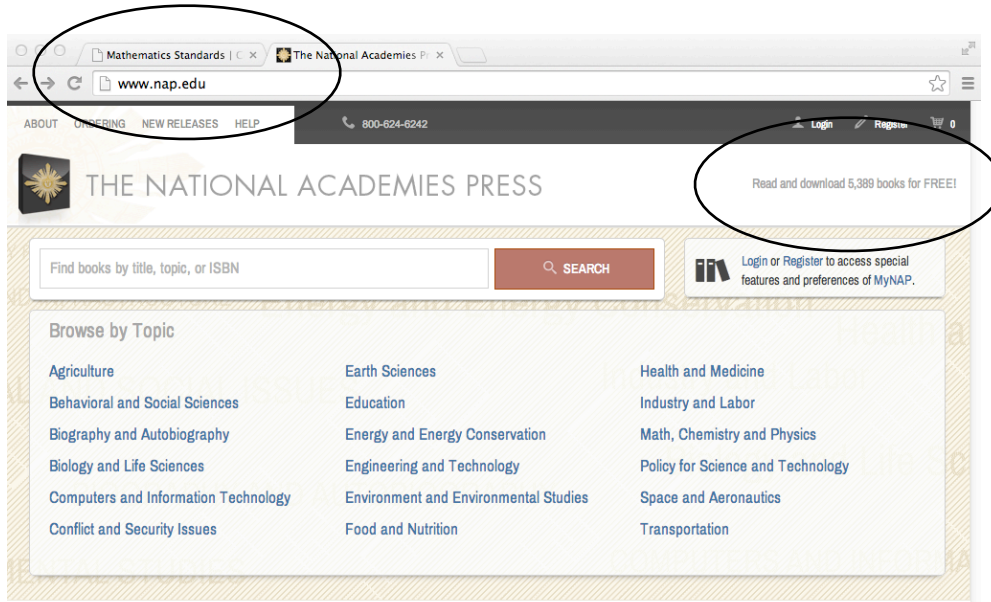 Mathematics Standards | C
The National Academies Pr
www.nap.edu
ABOUT ORDERING NEW RELEASES HELP 800-624-6242 Login Register 0
THE NATIONAL ACADEMIES PRESS
Read and download 5,389 books for FREE!
Find books by title, topic, or ISBN
SEARCH
Login or Register to access special
features and preferences of MyNAP.
Energy and Energy Conservation
Browse by Topic
Agriculture
Behavioral and Social Sciences
Biography and Autobiography
Biology and Life Sciences
Computers and Information Technology
Conflict and Security Issues
Earth Sciences
Education
Energy and Energy Conservation
Engineering and Technology
Environment and Environmental Studies
Food and Nutrition
Health and Medicine
Industry and Labor
Math, Chemistry and Physics
Policy for Science and Technology
Space and Aeronautics
Transportation